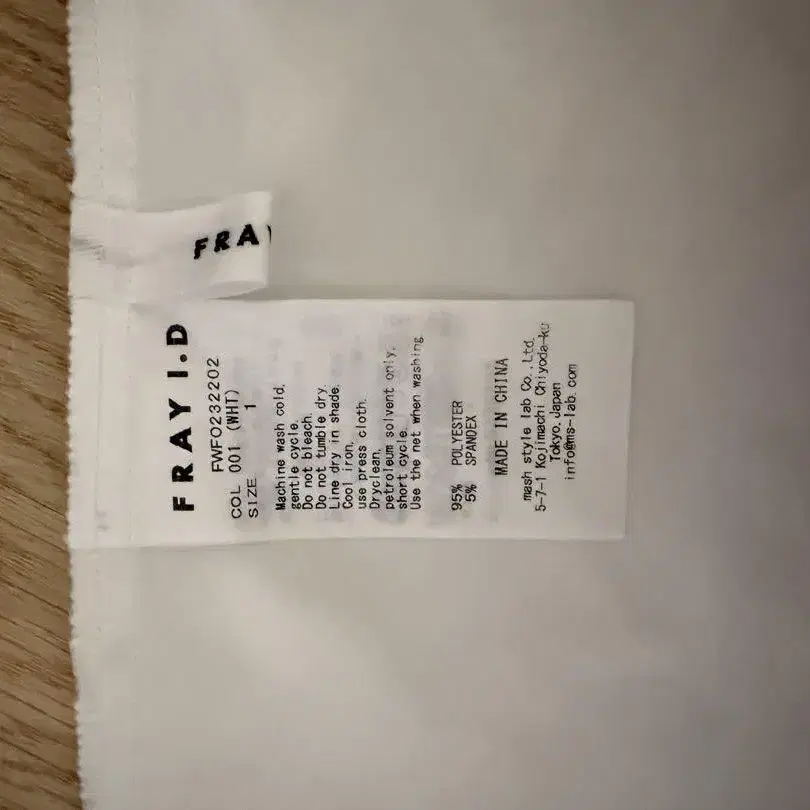 FRAY
FRAY I.D
FWFO232202
COL 001 (WHT)
SIZE 1
Machine wash cold,
gentle cycle.
Do not bleach.
Do not tumble dry.
Line dry in shade.
Cool iron,
use press cloth.
Dryclean,
petroleum solvent only.
short cycle.
Use the net when washing.
95% POLYESTER
5% SPANDEX
MADE IN CHINA
mash style lab Co.,Ltd.
5-7-1 Kojimachi Chiyoda-ku
Tokyo, Japan
info@ms-lab.com